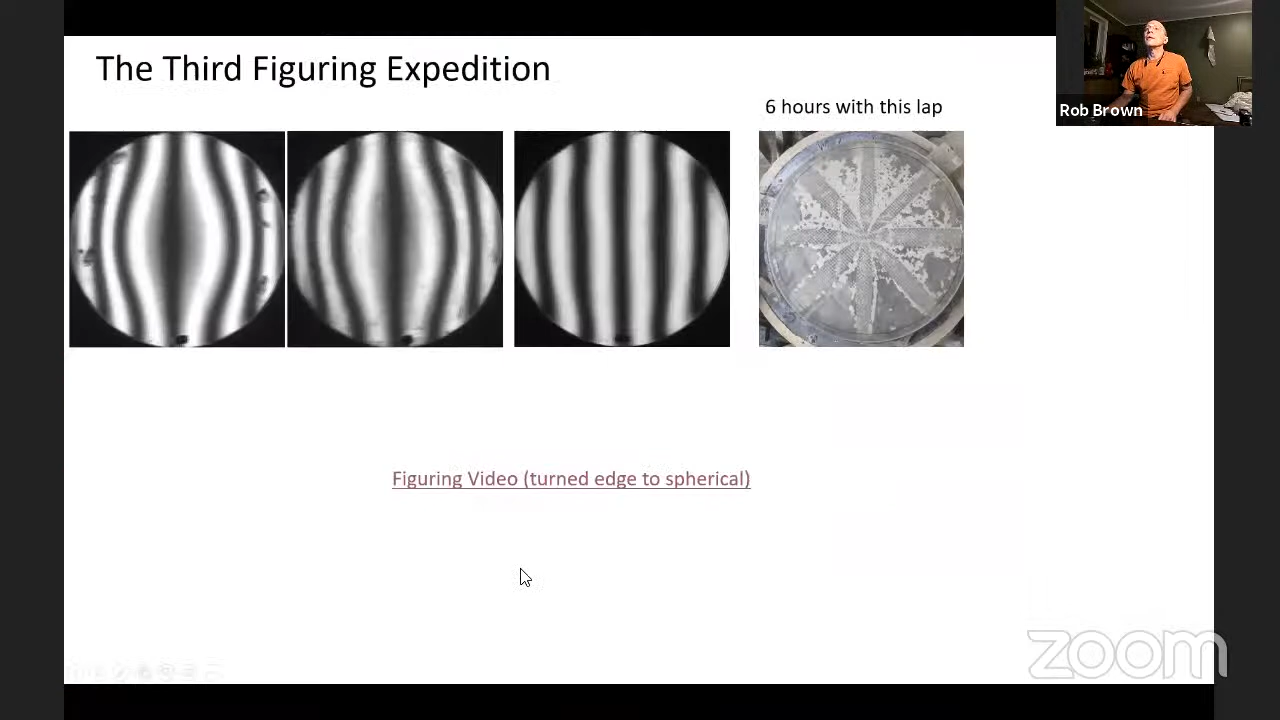 The Third Figuring Expedition
6 hours with this lap
Rob Brown
Figuring Video (turned edge to spherical)
zoom